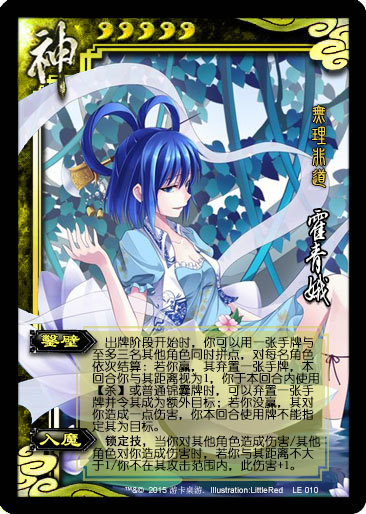 神
無理非道
霍青娥
鑿壁
出牌阶段开始时，你可以用一张手牌与
至多三名其他角色同时拼点，对每名角色
依次结算：若你赢，其弃置一张手牌，本
回合你与其距离视为1，你于本回合内使用
【杀】或普通锦囊牌时，可以弃置一张手
牌并令其成为额外目标；若你没赢，其对
你造成一点伤害，你本回合使用牌不能指
定其为目标。
入魔
锁定技，当你对其他角色造成伤害/其他
角色对你造成伤害时，若你与其距离不大
于1/你不在其攻击范围内，此伤害+1。
™&© 2015 游卡桌游. Illustration:LittleRed LE 010